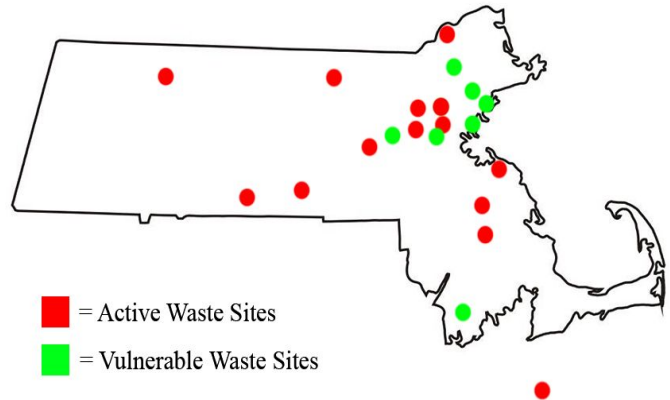 = Active Waste Sites
= Vulnerable Waste Sites